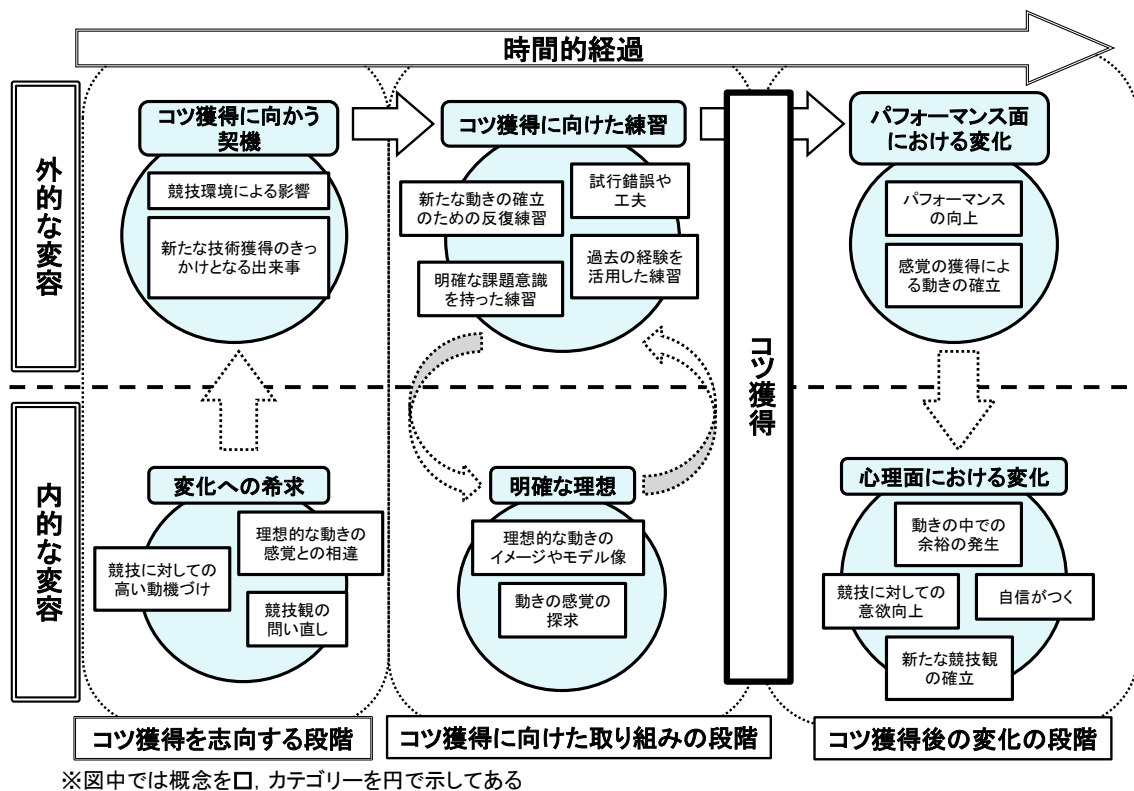 時間的経過
外的な変容
コツ獲得に向かう
契機
競技環境による影響
新たな技術獲得のきっ
かけとなる出来事
コツ獲得に向けた練習
新たな動きの確立
のための反復練習
試行錯誤や
工夫
明確な課題意識
を持った練習
過去の経験を
活用した練習
コツ獲得
パフォーマンス面
における変化
パフォーマンス
の向上
感覚の獲得によ
る動きの確立
内的な変容
変化への希求
理想的な動きの
感覚との相違
競技に対しての
高い動機づけ
競技観の
問い直し
明確な理想
理想的な動きの
イメージやモデル像
動きの感覚の
探求
心理面における変化
動きの中での
余裕の発生
競技に対しての
意欲向上
自信がつく
新たな競技観
の確立
コツ獲得を志向する段階
コツ獲得に向けた取り組みの段階
コツ獲得後の変化の段階
※図中では概念を□，カテゴリーを円で示してある